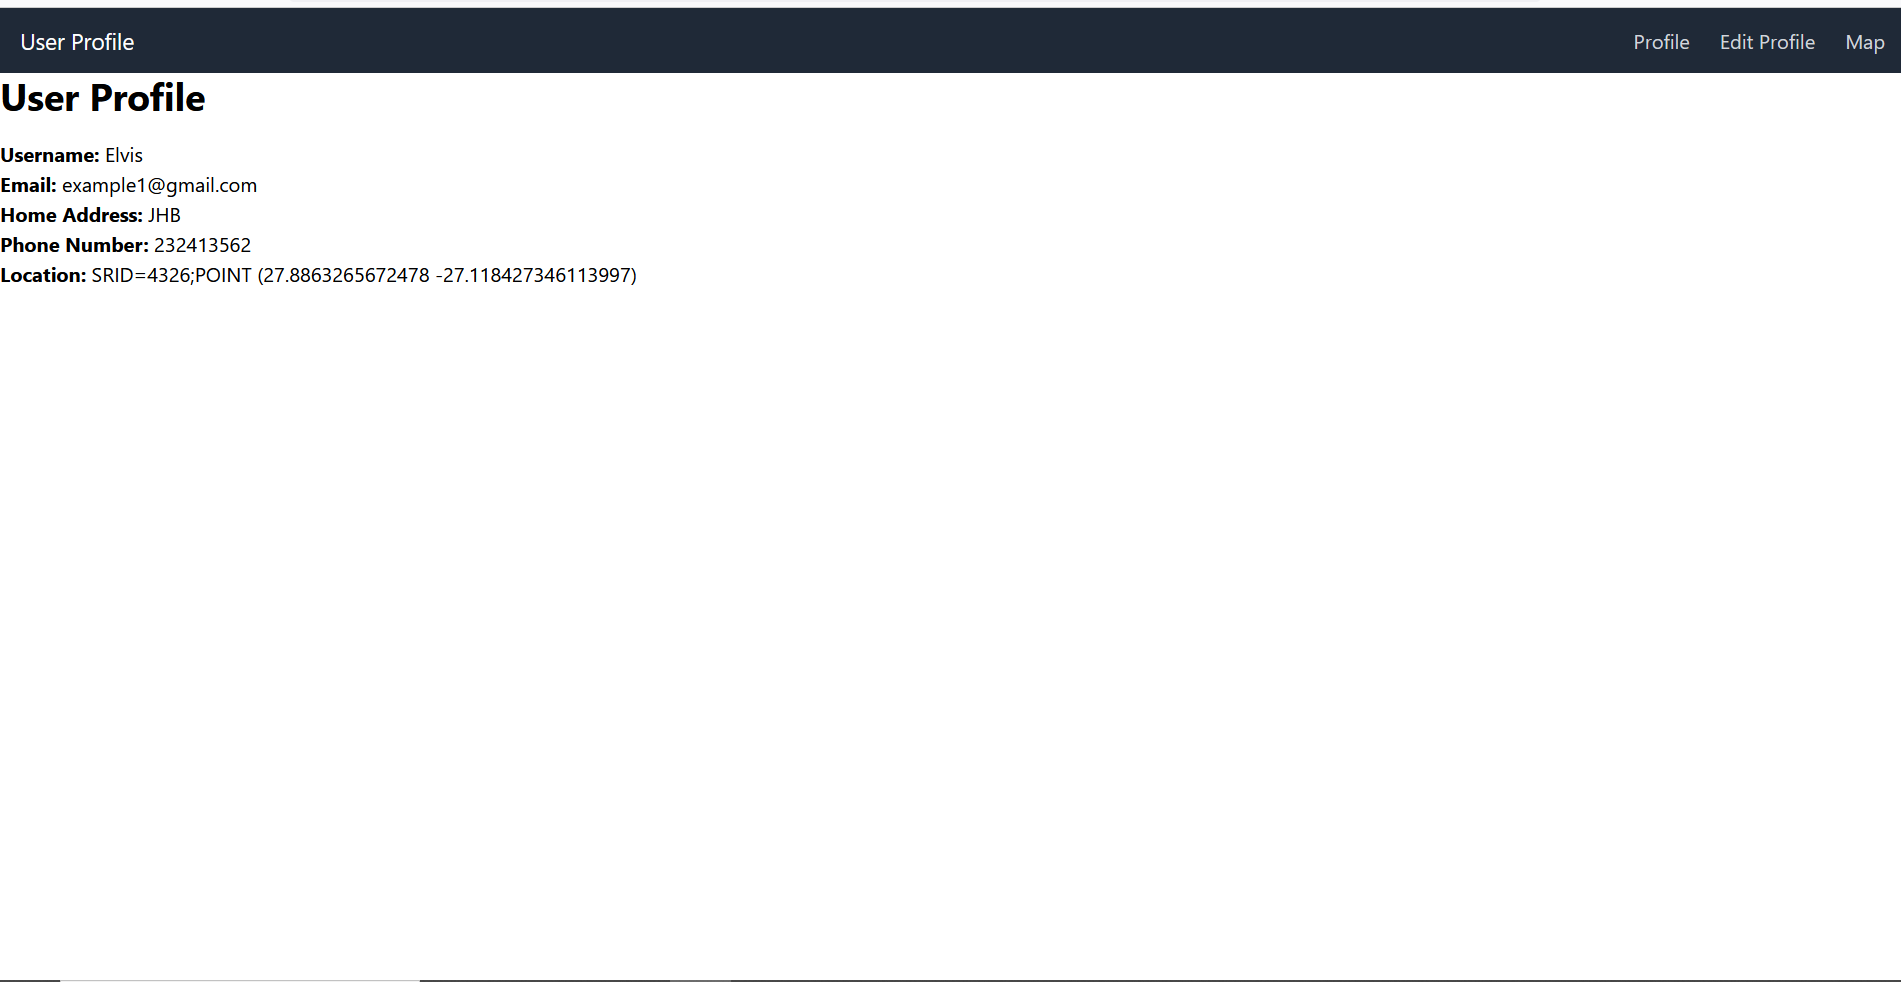 User Profile
Profile Edit Profile Map
User Profile
Username: Elvis
Email: example1@gmail.com
Home Address: JHB
Phone Number: 232413562
Location: SRID=4326;POINT (27.8863265672478 -27.118427346113997)